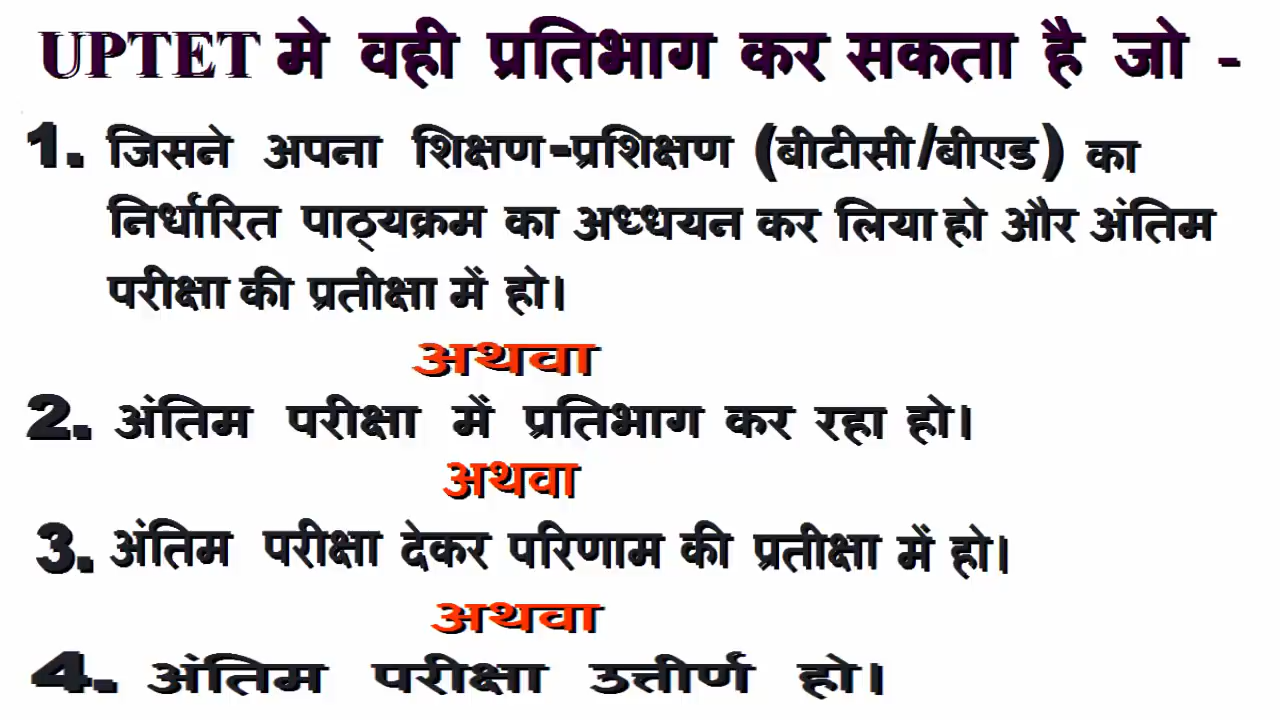 UPTET मे वही प्रतिभाग कर सकता है जो -
1. जिसने अपना शिक्षण-प्रशिक्षण (बीटीसी/बीएड) का
निर्धारित पाठ्यक्रम का अध्धयन कर लिया हो और अंतिम
परीक्षा की प्रतीक्षा में हो।
अथवा
2. अंतिम परीक्षा में प्रतिभाग कर रहा हो।
अथवा
3. अंतिम परीक्षा देकर परिणाम की प्रतीक्षा में हो।
अथवा
4. अंतिम परीक्षा उत्तीर्ण हो।